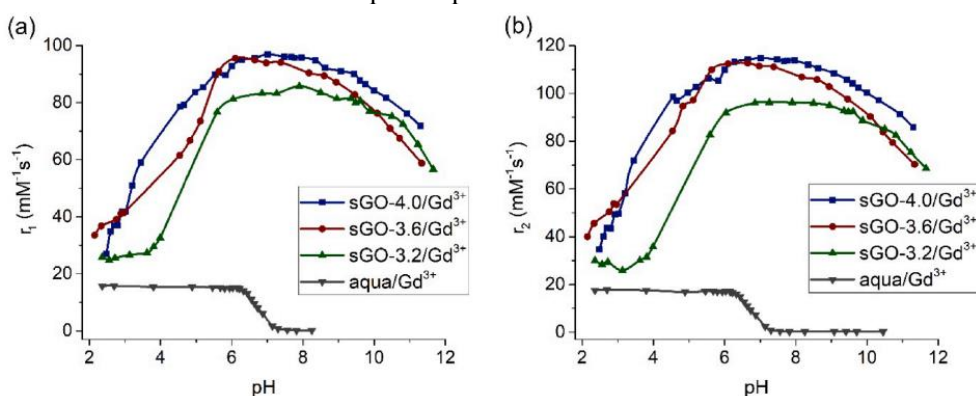 (a)
100
80
60
40
20
0
r₁ (mM⁻¹s⁻¹)
sGO-4.0/Gd³⁺
sGO-3.6/Gd³⁺
sGO-3.2/Gd³⁺
aqua/Gd³⁺
2 4 6 8 10 12
pH
(b)
120
100
80
60
40
20
0
r₂ (mM⁻¹s⁻¹)
sGO-4.0/Gd³⁺
sGO-3.6/Gd³⁺
sGO-3.2/Gd³⁺
aqua/Gd³⁺
2 4 6 8 10 12
pH